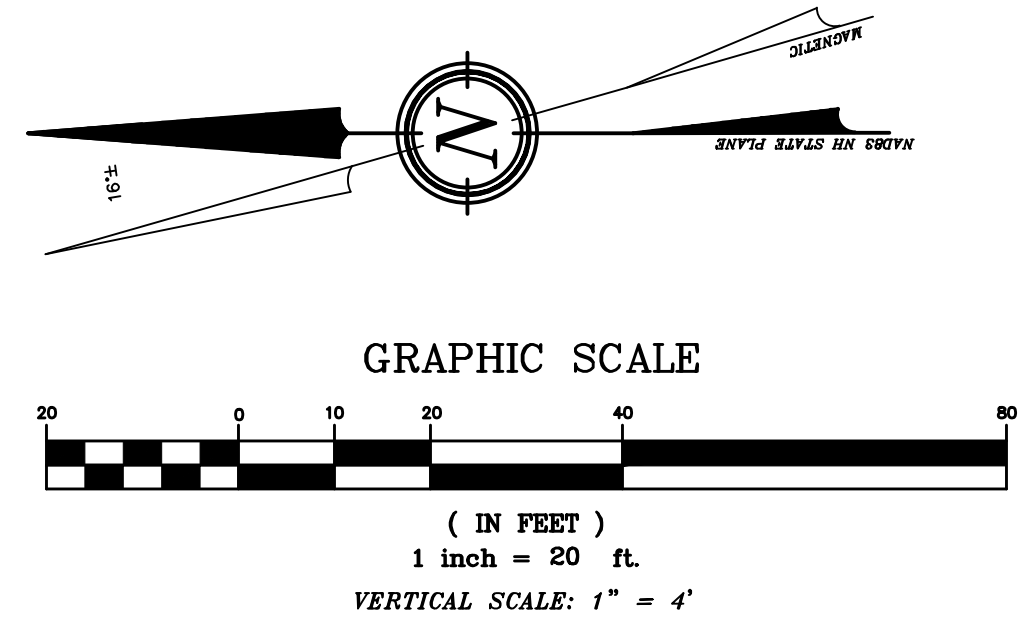 MAGNETIC
N
NAD83 NH STATE PLANE
16°±
GRAPHIC SCALE
20 0 10 20 40 80
( IN FEET )
1 inch = 20 ft.
VERTICAL SCALE: 1" = 4'